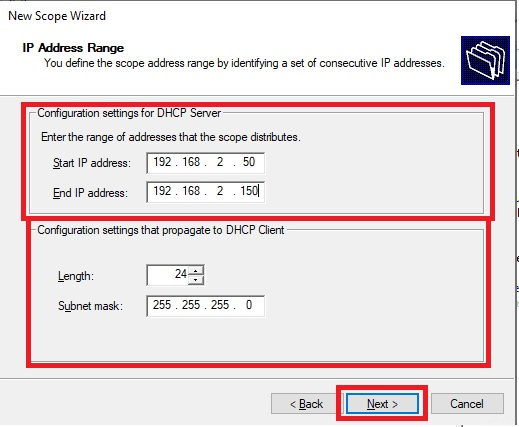 New Scope Wizard
IP Address Range
You define the scope address range by identifying a set of consecutive IP addresses.
Configuration settings for DHCP Server
Enter the range of addresses that the scope distributes.
Start IP address: 192 . 168 . 2 . 50
End IP address: 192 . 168 . 2 . 150
Configuration settings that propagate to DHCP Client
Length: 24
Subnet mask: 255 . 255 . 255 . 0
< Back Next > Cancel